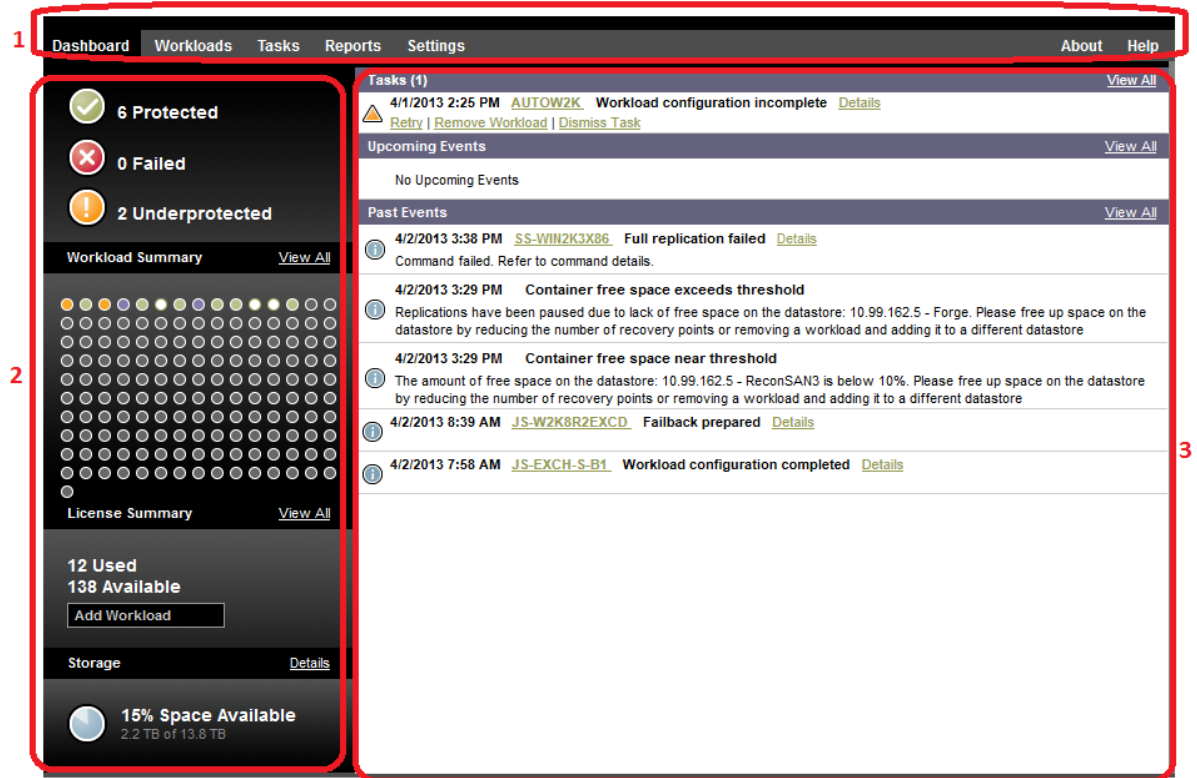 1
Dashboard Workloads Tasks Reports Settings About Help
2
6 Protected
0 Failed
2 Underprotected
Workload Summary View All
License Summary View All
12 Used
138 Available
Add Workload
Storage Details
15% Space Available
2.2 TB of 13.8 TB
3
Tasks (1) View All
4/1/2013 2:25 PM AUTOW2K Workload configuration incomplete Details
Retry | Remove Workload | Dismiss Task
Upcoming Events View All
No Upcoming Events
Past Events View All
4/2/2013 3:38 PM SS-WIN2K3X86 Full replication failed Details
Command failed. Refer to command details.
4/2/2013 3:29 PM Container free space exceeds threshold
Replications have been paused due to lack of free space on the datastore: 10.99.162.5 - Forge. Please free up space on the
datastore by reducing the number of recovery points or removing a workload and adding it to a different datastore
4/2/2013 3:29 PM Container free space near threshold
The amount of free space on the datastore: 10.99.162.5 - ReconSAN3 is below 10%. Please free up space on the datastore
by reducing the number of recovery points or removing a workload and adding it to a different datastore
4/2/2013 8:39 AM JS-W2K8R2EXCD Failback prepared Details
4/2/2013 7:58 AM JS-EXCH-S-B1 Workload configuration completed Details